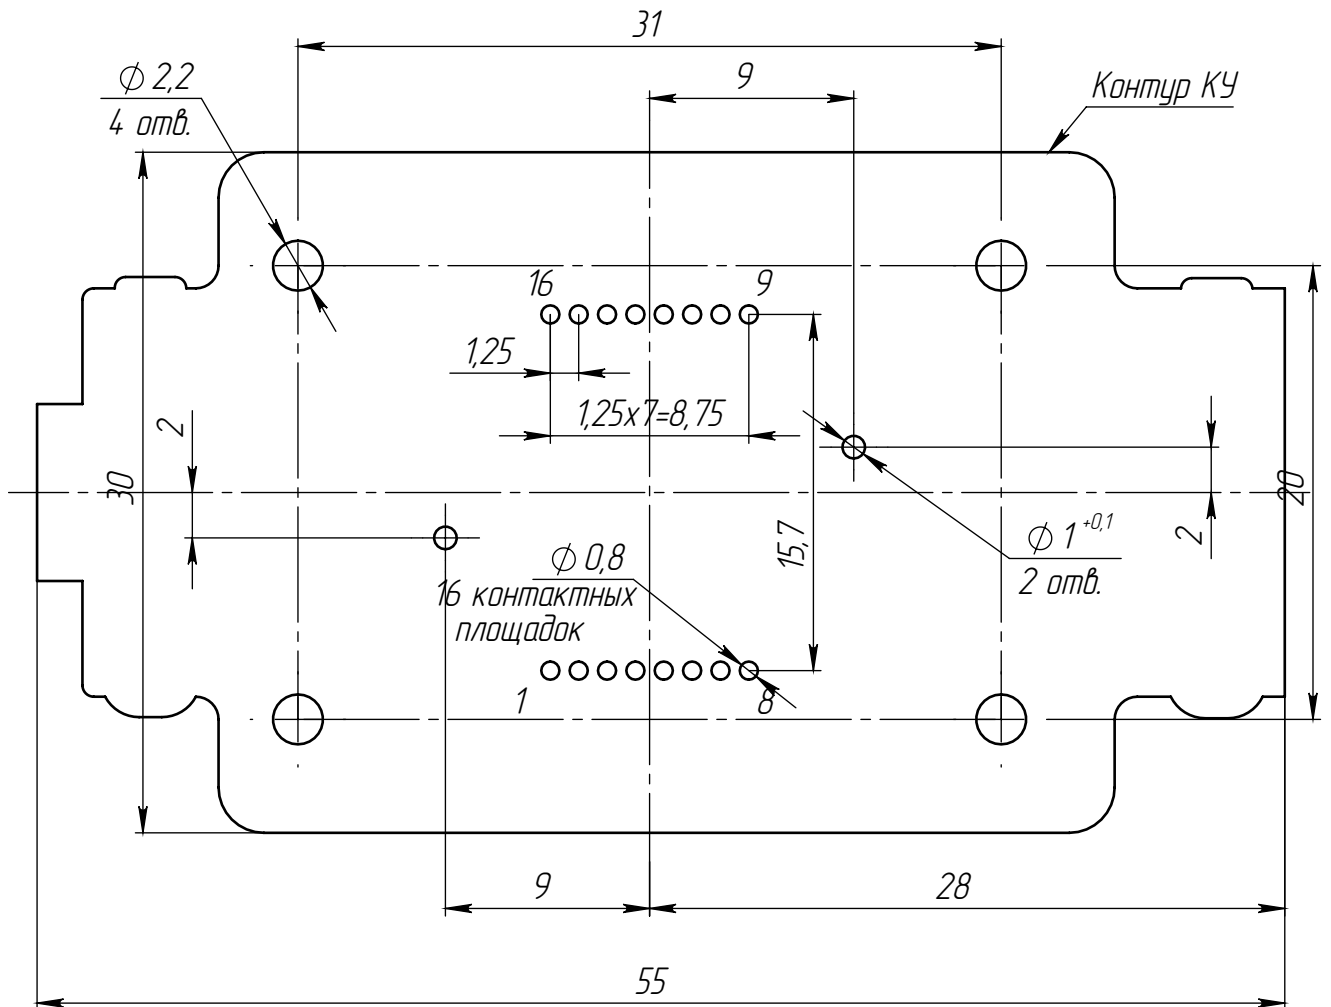 31
∅ 2,2
4 отв.
9
Контур КУ
16
9
1,25
1,25х7=8,75
2
30
20
15,7
2
∅ 1 +0,1
2 отв.
∅ 0,8
16 контактных
площадок
1
8
9
28
55